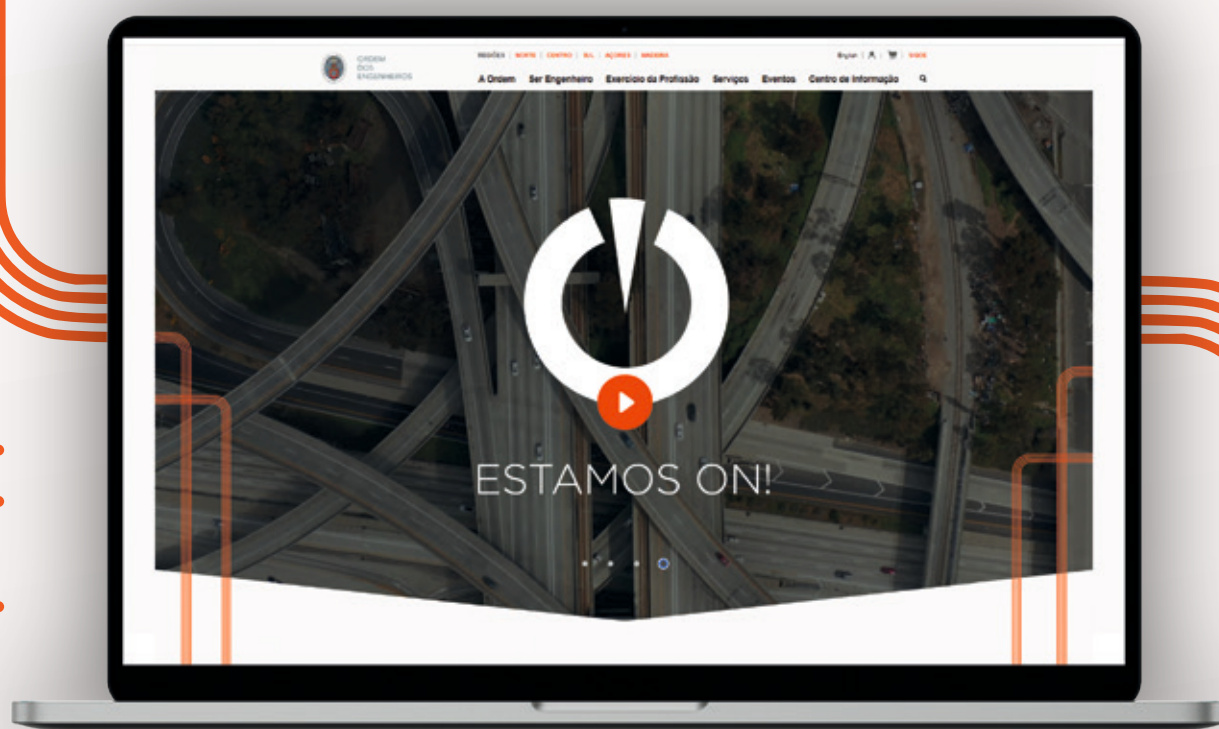 ORDEM
DOS
ENGENHEIROS
REGIÕES | NORTE | CENTRO | SUL | AÇORES | MADEIRA
English | | | SIGOE
A Ordem Ser Engenheiro Exercício da Profissão Serviços Eventos Centro de Informação
ESTAMOS ON!